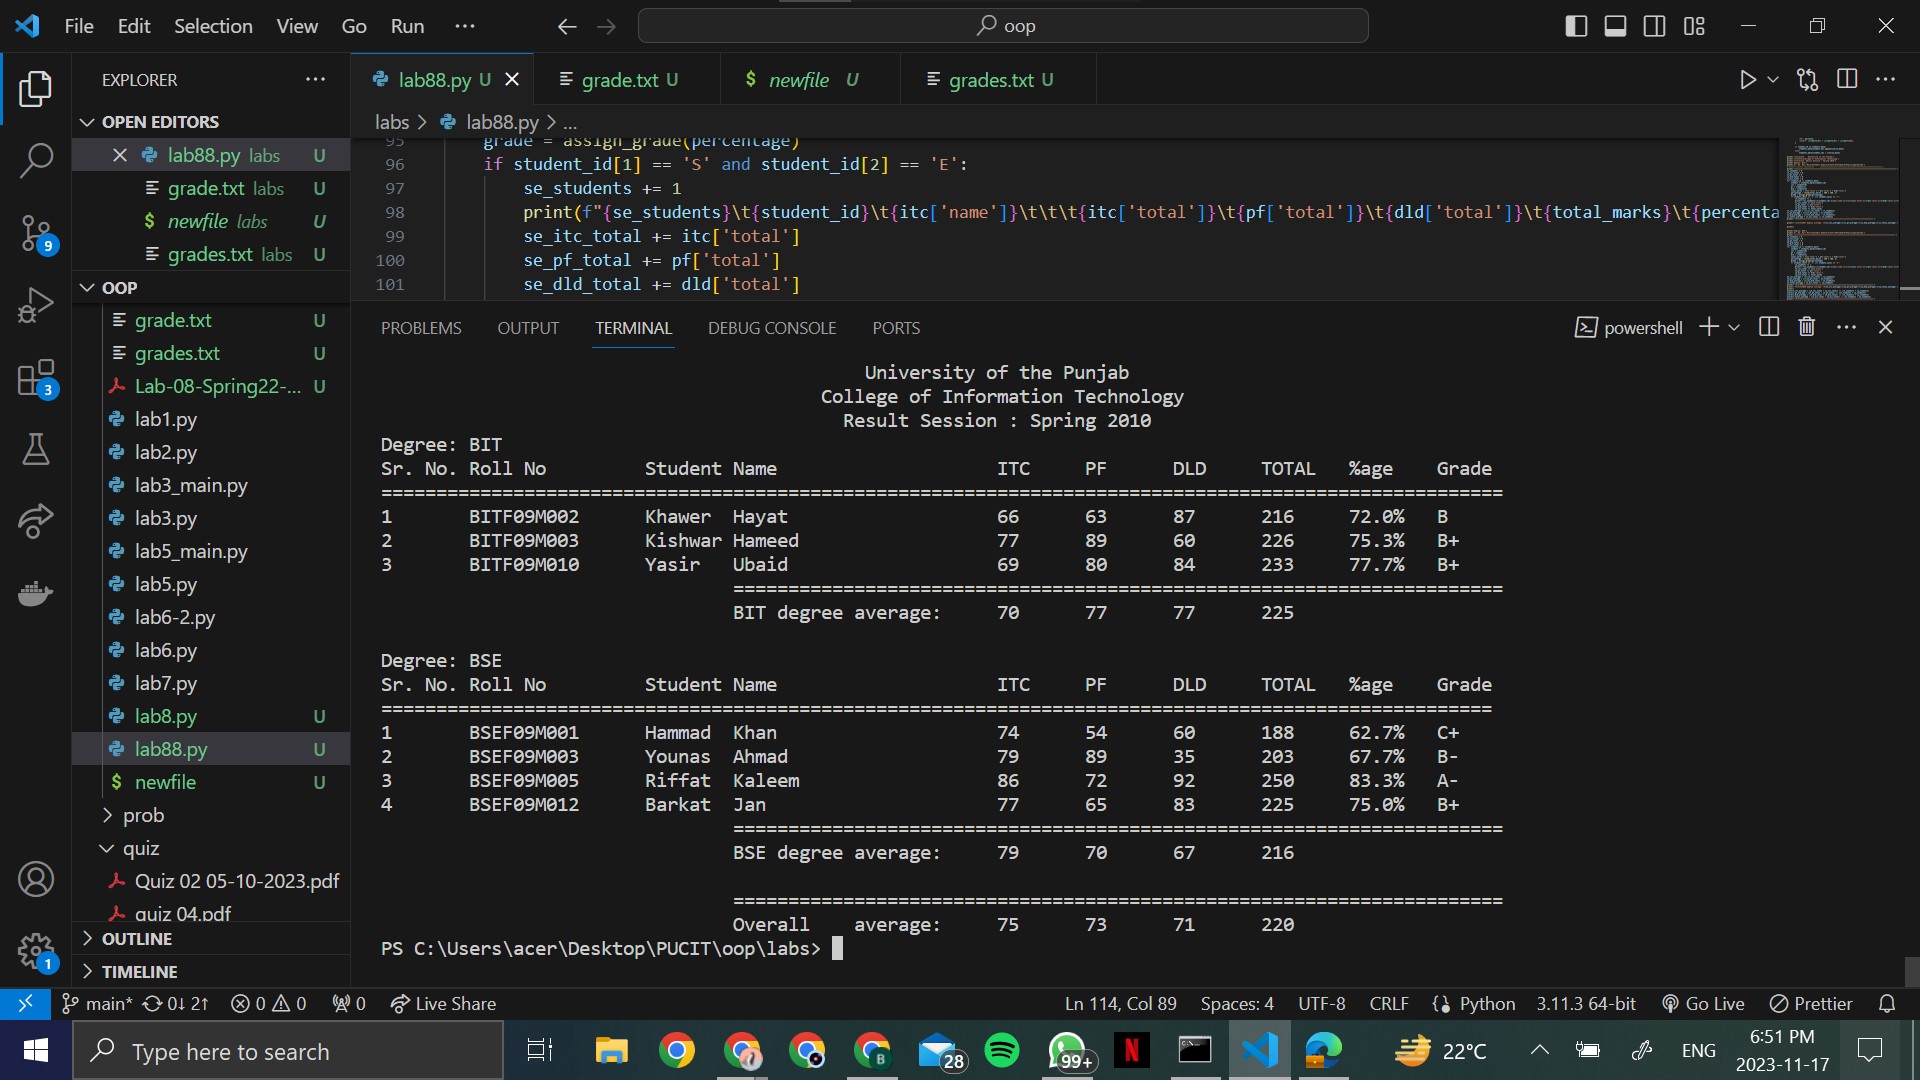 File Edit Selection View Go Run ... oop
EXPLORER ...
lab88.py U grade.txt U newfile U grades.txt U
OPEN EDITORS
lab88.py labs U
grade.txt labs U
newfile labs U
grades.txt labs U
OOP
grade.txt U
grades.txt U
Lab-08-Spring22-... U
lab1.py
lab2.py
lab3_main.py
lab3.py
lab5_main.py
lab5.py
lab6-2.py
lab6.py
lab7.py
lab8.py U
lab88.py U
newfile U
prob
quiz
Quiz 02 05-10-2023.pdf
quiz 04.pdf
OUTLINE
TIMELINE
9
3
1
labs > lab88.py > ...
95 grade = assign_grade(percentage)
96 if student_id[1] == 'S' and student_id[2] == 'E':
97 se_students += 1
98 print(f"{se_students}\t{student_id}\t{itc['name']}\t\t\t{itc['total']}\t{pf['total']}\t{dld['total']}\t{total_marks}\t{percenta
99 se_itc_total += itc['total']
100 se_pf_total += pf['total']
101 se_dld_total += dld['total']
PROBLEMS OUTPUT TERMINAL DEBUG CONSOLE PORTS powershell
University of the Punjab
College of Information Technology
Result Session : Spring 2010
Degree: BIT
Sr. No. Roll No Student Name ITC PF DLD TOTAL %age Grade
======================================================================================================
1 BITF09M002 Khawer Hayat 66 63 87 216 72.0% B
2 BITF09M003 Kishwar Hameed 77 89 60 226 75.3% B+
3 BITF09M010 Yasir Ubaid 69 80 84 233 77.7% B+
======================================================================
BIT degree average: 70 77 77 225
Degree: BSE
Sr. No. Roll No Student Name ITC PF DLD TOTAL %age Grade
=====================================================================================================
1 BSEF09M001 Hammad Khan 74 54 60 188 62.7% C+
2 BSEF09M003 Younas Ahmad 79 89 35 203 67.7% B-
3 BSEF09M005 Riffat Kaleem 86 72 92 250 83.3% A-
4 BSEF09M012 Barkat Jan 77 65 83 225 75.0% B+
======================================================================
BSE degree average: 79 70 67 216
======================================================================
Overall average: 75 73 71 220
PS C:\Users\acer\Desktop\PUCIT\oop\labs>
main* 0↓ 2↑ 0 0 0 Live Share Ln 114, Col 89 Spaces: 4 UTF-8 CRLF Python 3.11.3 64-bit Go Live Prettier
Type here to search B 28 99+ N 22°C ENG 6:51 PM
2023-11-17